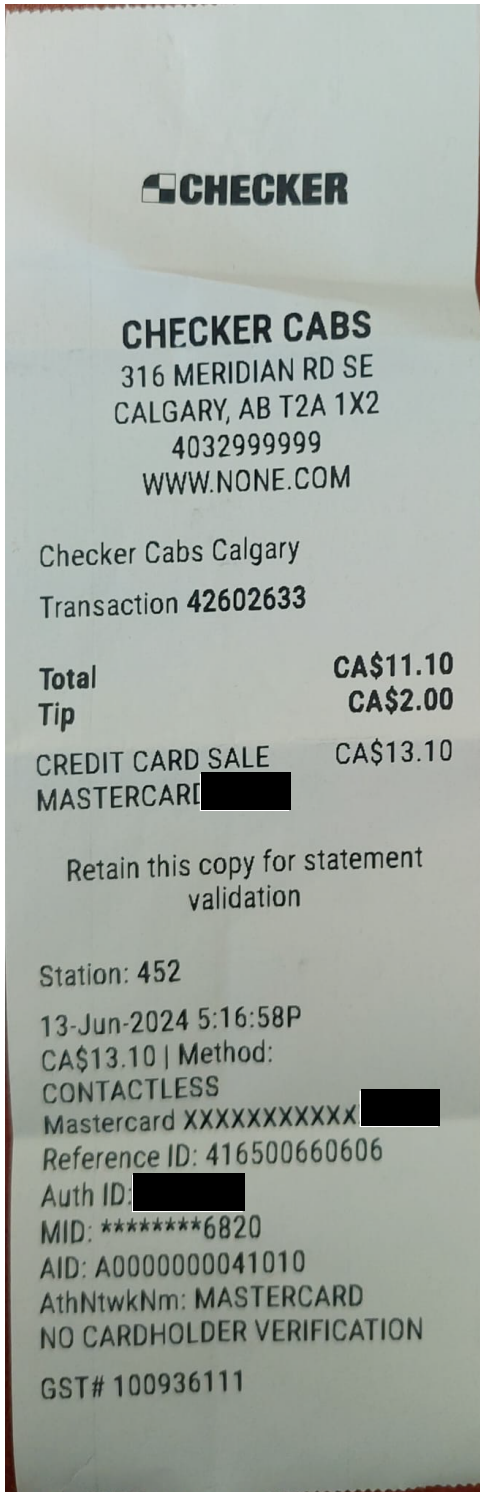 CHECKER
CHECKER CABS
316 MERIDIAN RD SE
CALGARY, AB T2A 1X2
4032999999
WWW.NONE.COM
Checker Cabs Calgary
Transaction 42602633
Total CA$11.10
Tip CA$2.00
CREDIT CARD SALE CA$13.10
MASTERCARD
Retain this copy for statement
validation
Station: 452
13-Jun-2024 5:16:58P
CA$13.10 | Method:
CONTACTLESS
Mastercard XXXXXXXXXXX
Reference ID: 416500660606
Auth ID:
MID: ********6820
AID: A0000000041010
AthNtwkNm: MASTERCARD
NO CARDHOLDER VERIFICATION
GST# 100936111